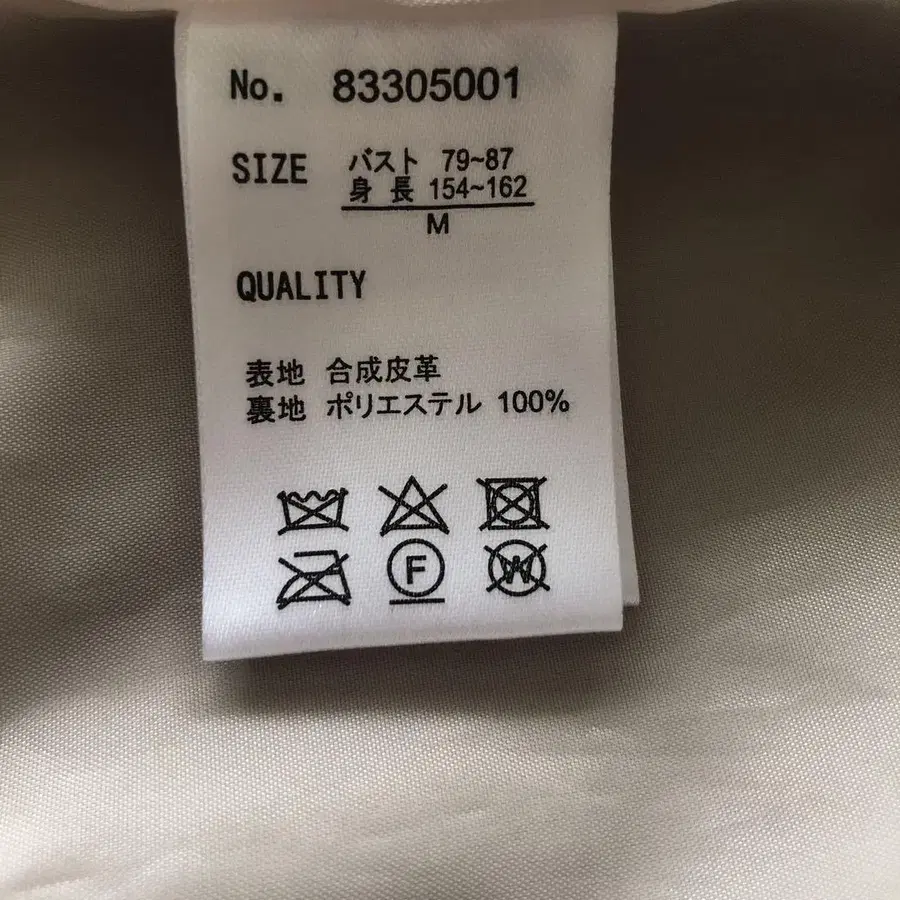 No. 83305001
SIZE バスト 79~87
身長 154~162
M
QUALITY
表地 合成皮革
裏地 ポリエステル 100%
F
W